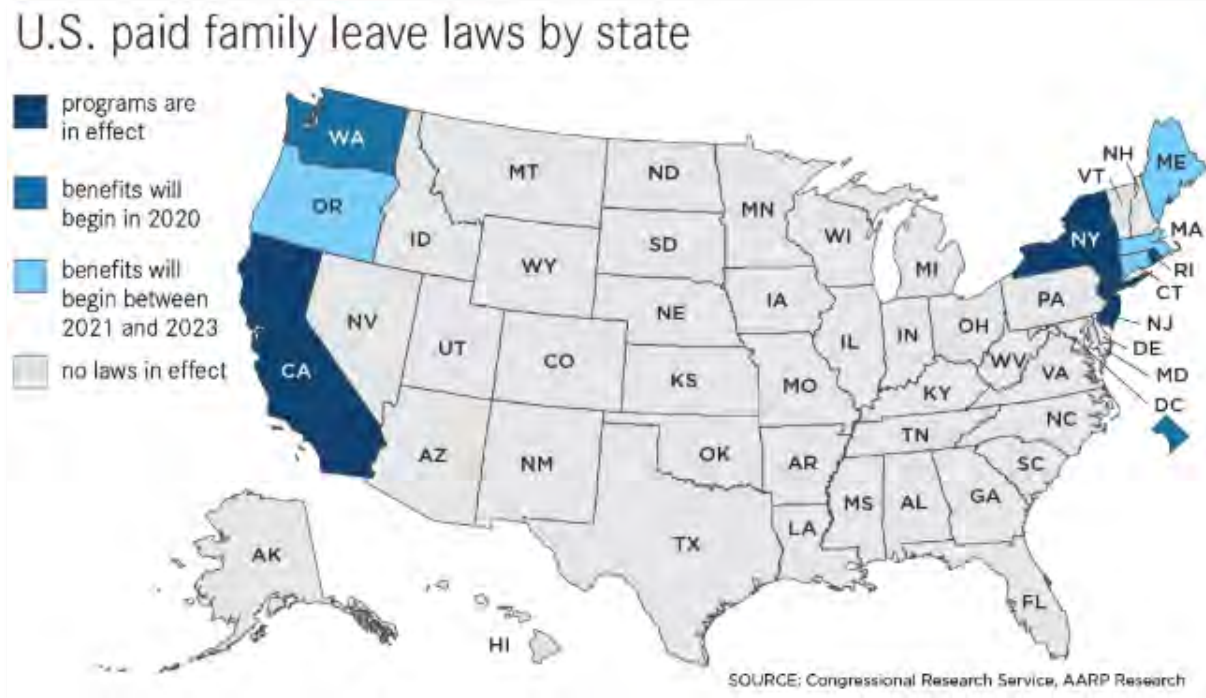 U.S. paid family leave laws by state
programs are
in effect
benefits will
begin in 2020
benefits will
begin between
2021 and 2023
no laws in effect
WA
OR
CA
ID
NV
MT
WY
UT
AZ
CO
NM
ND
SD
NE
KS
OK
TX
MN
IA
MO
AR
LA
WI
IL
MI
IN
OH
KY
TN
MS
AL
GA
FL
SC
NC
VA
WV
PA
NY
VT
NH
ME
MA
RI
CT
NJ
DE
MD
DC
AK
HI
SOURCE: Congressional Research Service, AARP Research